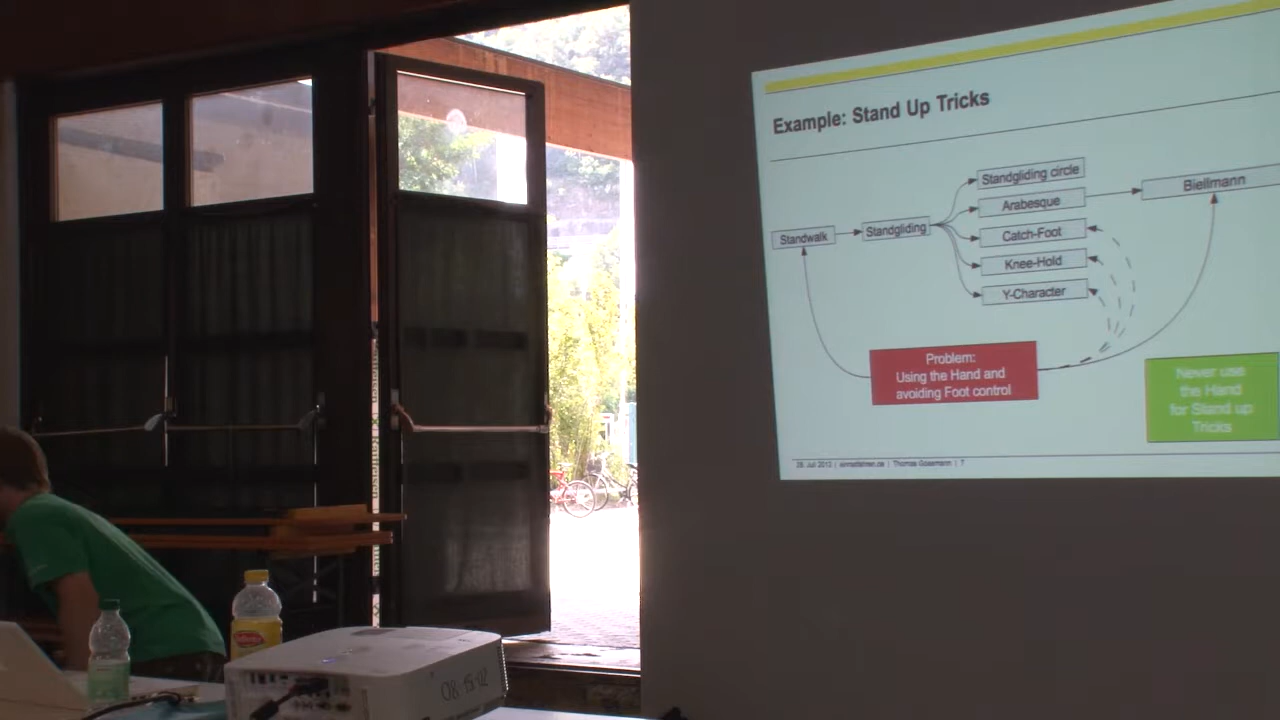 Example: Stand Up Tricks
Standgliding circle
Arabesque
Biellmann
Standwalk
Standgliding
Catch-Foot
Knee-Hold
Y-Character
Problem:
Using the Hand and
avoiding Foot control
Never use
the Hand
for Stand up
Tricks
08-15-02